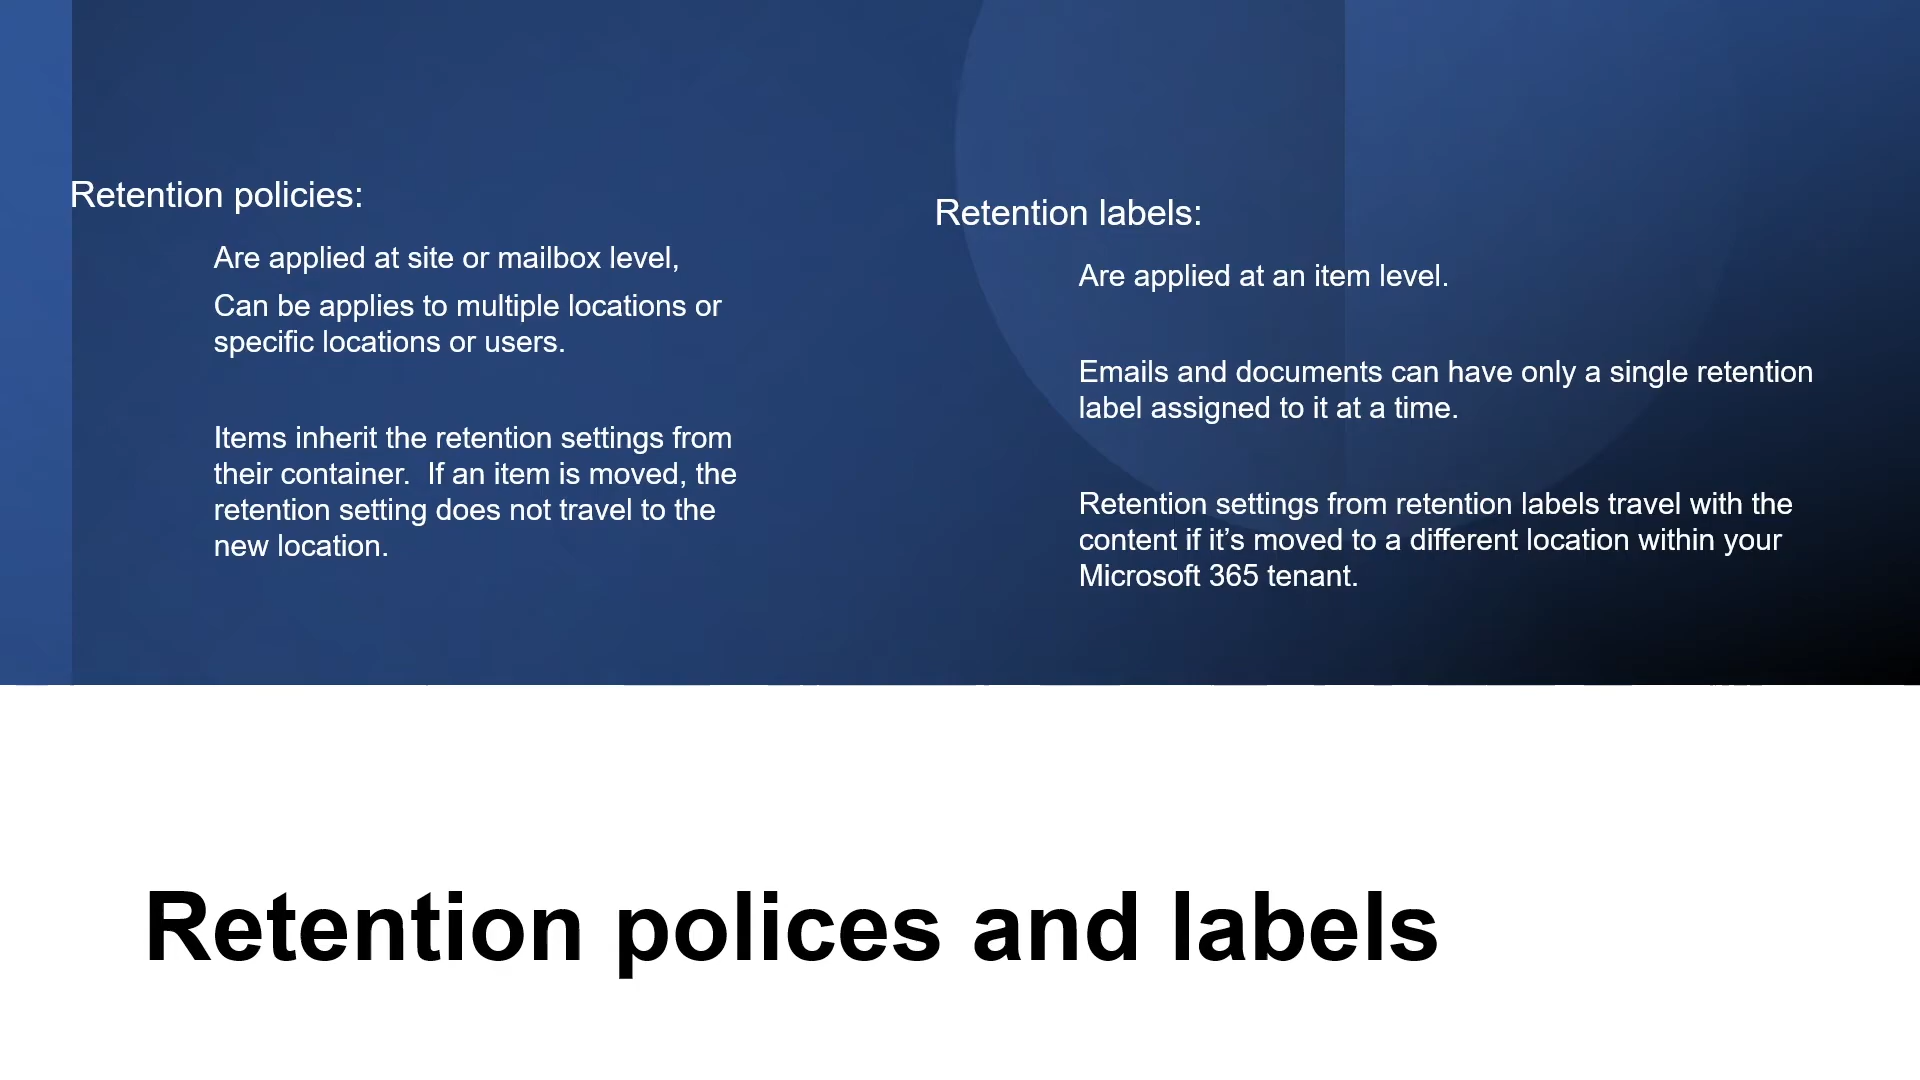 Retention policies:
Are applied at site or mailbox level,
Can be applies to multiple locations or
specific locations or users.
Items inherit the retention settings from
their container.  If an item is moved, the
retention setting does not travel to the
new location.
Retention labels:
Are applied at an item level.
Emails and documents can have only a single retention
label assigned to it at a time.
Retention settings from retention labels travel with the
content if it’s moved to a different location within your
Microsoft 365 tenant.
Retention polices and labels